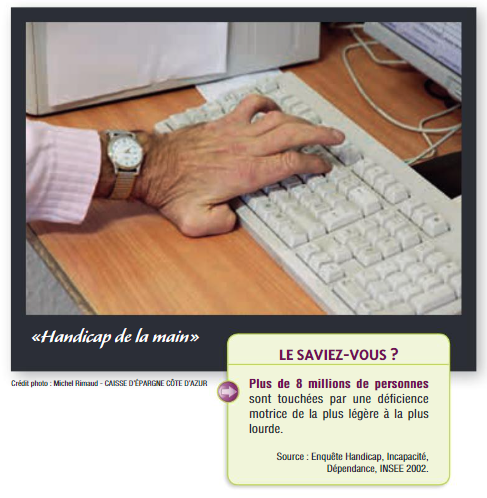 «Handicap de la main»
Crédit photo : Michel Rimaud - CAISSE D'ÉPARGNE CÔTE D'AZUR
LE SAVIEZ-VOUS ?
Plus de 8 millions de personnes
sont touchées par une déficience
motrice de la plus légère à la plus
lourde.
Source : Enquête Handicap, Incapacité,
Dépendance, INSEE 2002.